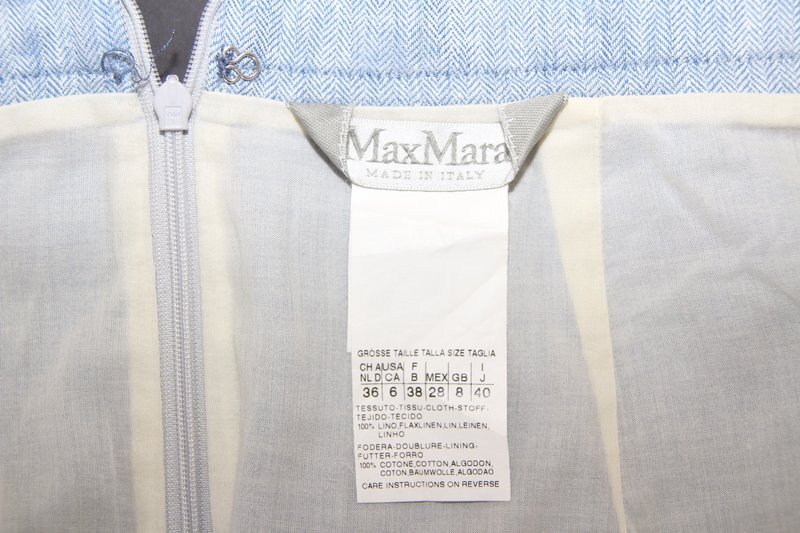 MaxMara
MADE IN ITALY
GRÖSSE TAILLE TALLA SIZE TAGLIA
CH A USA F I
NL D CA B MEX GB J
36 6 38 28 8 40
TESSUTO-TISSU-CLOTH-STOFF-
TEJIDO-TECIDO
100% LINO,FLAXLINEN,LIN,LEINEN,
LINHO
FODERA-DOUBLURE-LINING-
FUTTER-FORRO
100% COTONE,COTTON,ALGODON,
COTON,BAUMWOLLE,ALGODAO
CARE INSTRUCTIONS ON REVERSE